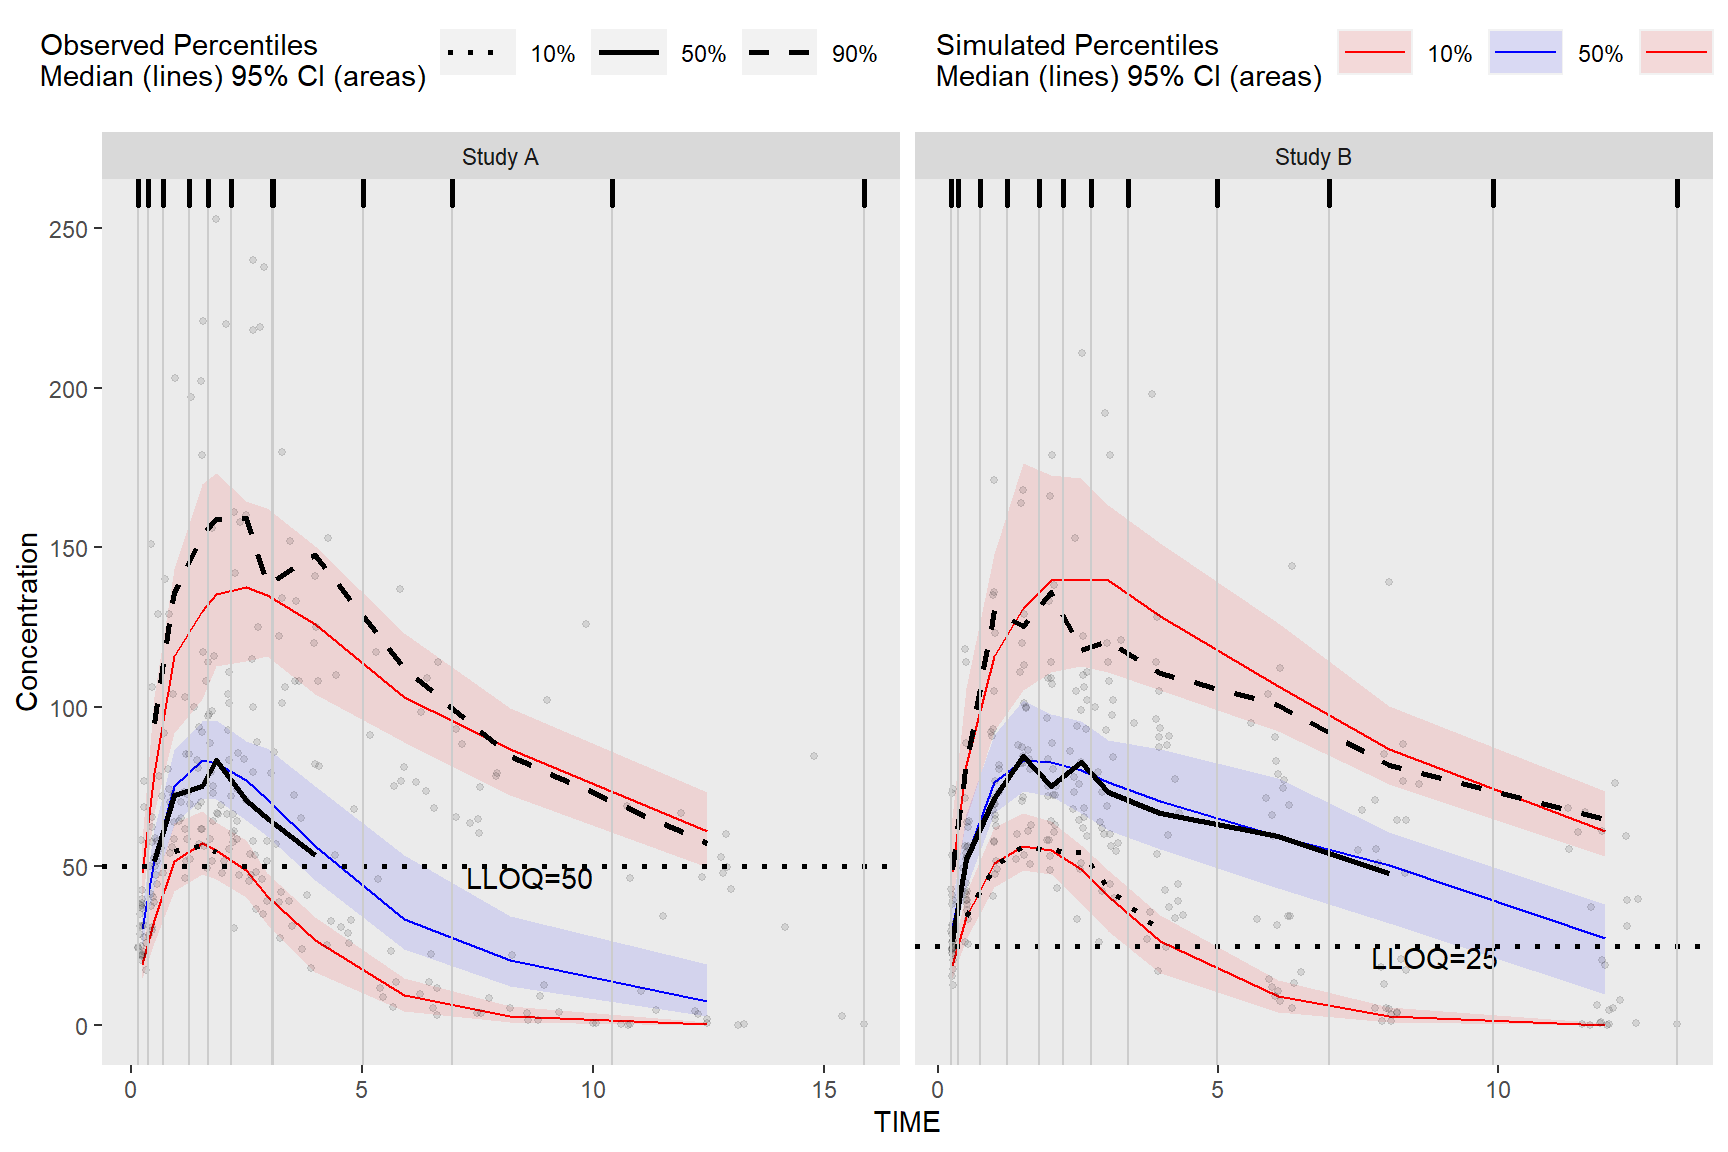 Observed Percentiles
Median (lines) 95% CI (areas)
10%
50%
90%
Simulated Percentiles
Median (lines) 95% CI (areas)
10%
50%
Study A
Study B
Concentration
250
200
150
100
50
0
LLOQ=50
LLOQ=25
0
5
10
15
0
5
10
TIME